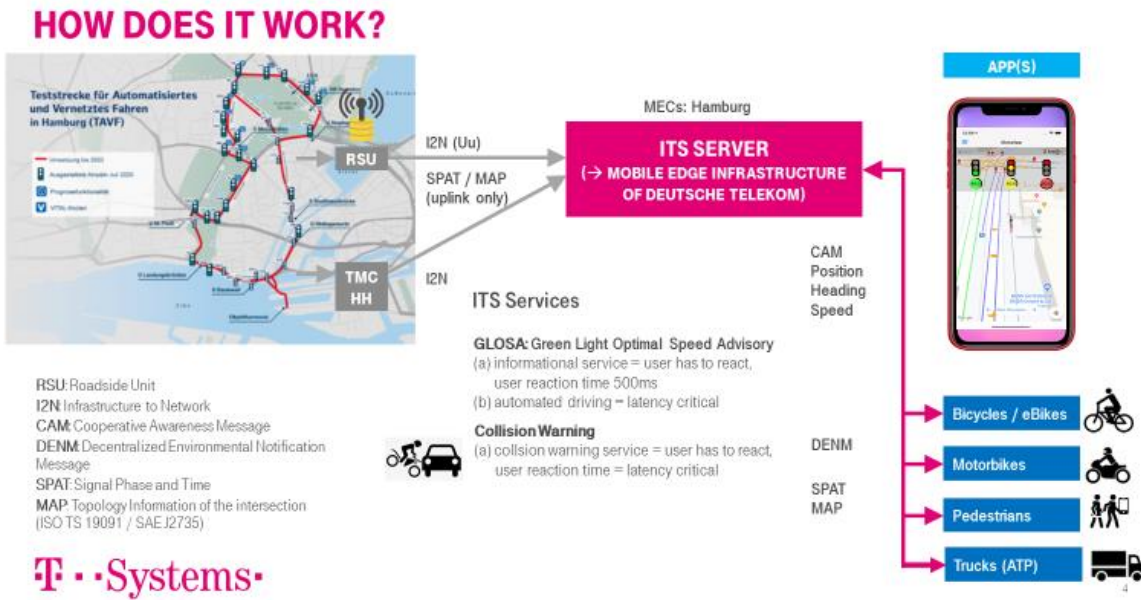 HOW DOES IT WORK?
Teststrecke für Automatisiertes
und Vernetztes Fahren
in Hamburg (TAVF)
RSU
TMC
HH
I2N (Uu)
SPAT / MAP
(uplink only)
I2N
MECs: Hamburg
ITS SERVER
(→ MOBILE EDGE INFRASTRUCTURE
OF DEUTSCHE TELEKOM)
APP(S)
CAM
Position
Heading
Speed
ITS Services
GLOSA: Green Light Optimal Speed Advisory
(a) informational service = user has to react,
user reaction time 500ms
(b) automated driving = latency critical
Collision Warning
(a) collsion warning service = user has to react,
user reaction time = latency critical
DENM
SPAT
MAP
Bicycles / eBikes
Motorbikes
Pedestrians
Trucks (ATP)
RSU: Roadside Unit
I2N: Infrastructure to Network
CAM: Cooperative Awareness Message
DENM: Decentralized Environmental Notification
Message
SPAT: Signal Phase and Time
MAP: Topology Information of the intersection
(ISO TS 19091 / SAE J2735)
T · · Systems ·
4